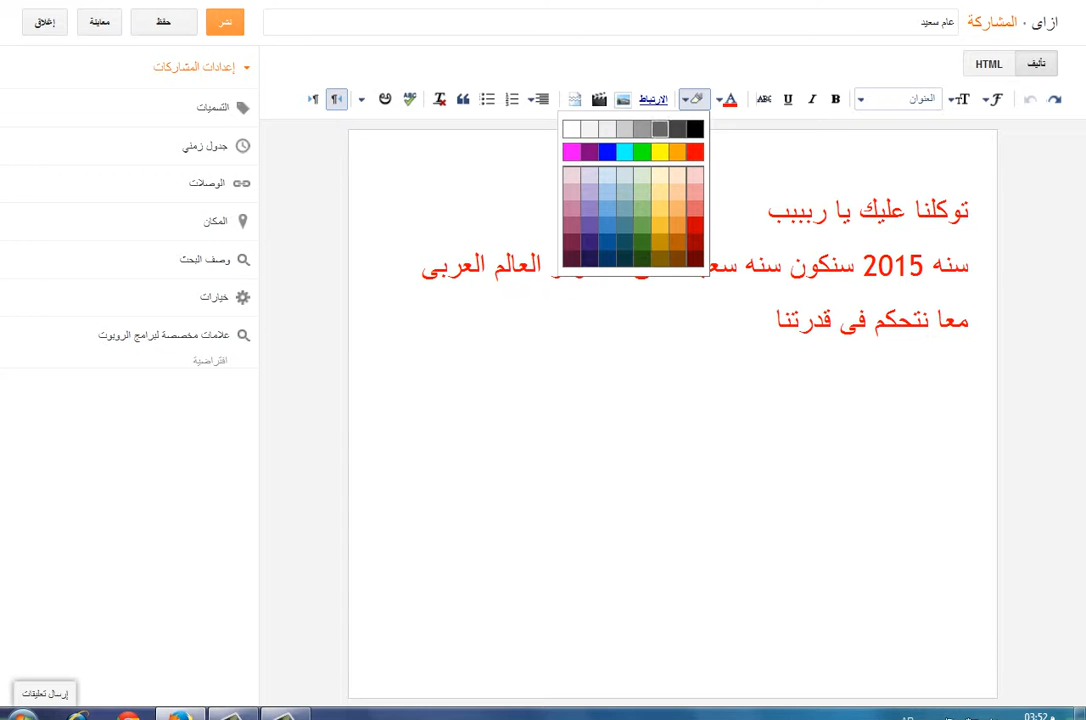 ازاى · المشاركة
عام سعيد
نشر
حفظ
معاينة
إغلاق
تأليف
HTML
العنوان
الارتباط
إعدادات المشاركات
التسميات
جدول زمني
الوصلات
المكان
وصف البحث
خيارات
علامات مخصصة لبرامج الروبوت
افتراضية
توكلنا عليك يا ربببب
سنه 2015 سنكون سنه العالم العربى
معا نتحكم فى قدرتنا
إرسال تعليقات
03:52